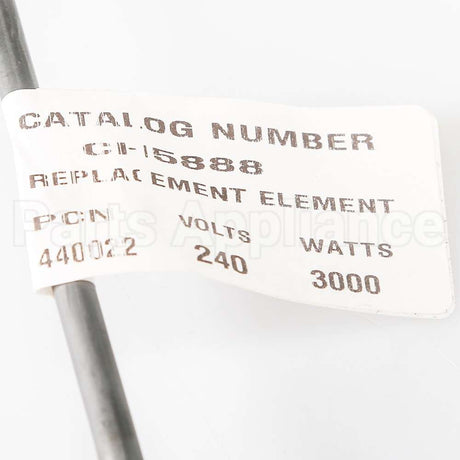 CATALOG NUMBER
CH5888
REPLACEMENT ELEMENT
PCN VOLTS WATTS
440022 240 3000
Parts Appliance